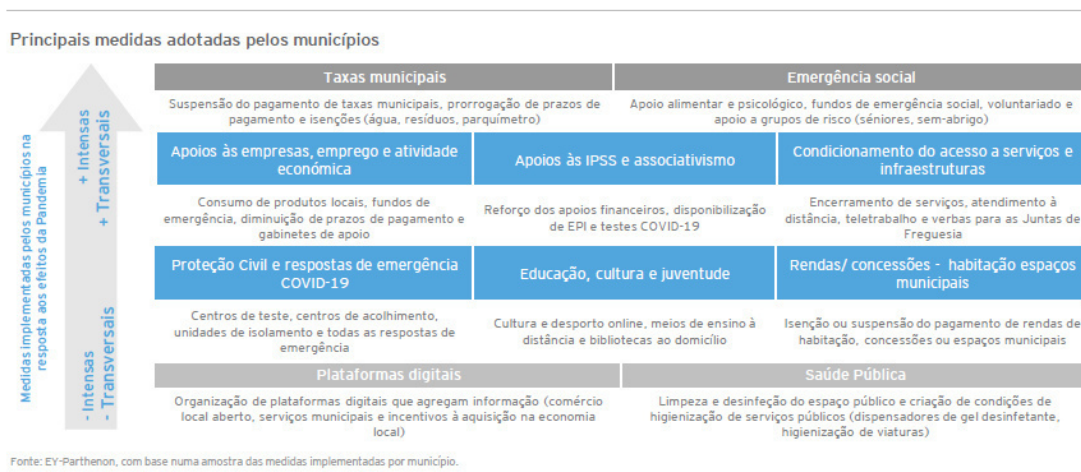 Principais medidas adotadas pelos municípios
Medidas implementadas pelos municípios na
resposta aos efeitos da Pandemia
+ Intensas
+ Transversais
- Intensas
- Transversais
Taxas municipais
Suspensão do pagamento de taxas municipais, prorrogação de prazos de
pagamento e isenções (água, resíduos, parquímetro)
Emergência social
Apoio alimentar e psicológico, fundos de emergência social, voluntariado e
apoio a grupos de risco (séniores, sem-abrigo)
Apoios às empresas, emprego e atividade
económica
Consumo de produtos locais, fundos de
emergência, diminuição de prazos de pagamento e
gabinetes de apoio
Apoios às IPSS e associativismo
Reforço dos apoios financeiros, disponibilização
de EPI e testes COVID-19
Condicionamento do acesso a serviços e
infraestruturas
Encerramento de serviços, atendimento à
distância, teletrabalho e verbas para as Juntas de
Freguesia
Proteção Civil e respostas de emergência
COVID-19
Centros de teste, centros de acolhimento,
unidades de isolamento e todas as respostas de
emergência
Educação, cultura e juventude
Cultura e desporto online, meios de ensino à
distância e bibliotecas ao domicílio
Rendas/ concessões - habitação espaços
municipais
Isenção ou suspensão do pagamento de rendas de
habitação, concessões ou espaços municipais
Plataformas digitais
Organização de plataformas digitais que agregam informação (comércio
local aberto, serviços municipais e incentivos à aquisição na economia
local)
Saúde Pública
Limpeza e desinfeção do espaço público e criação de condições de
higienização de serviços públicos (dispensadores de gel desinfetante,
higienização de viaturas)
Fonte: EY-Parthenon, com base numa amostra das medidas implementadas por município.